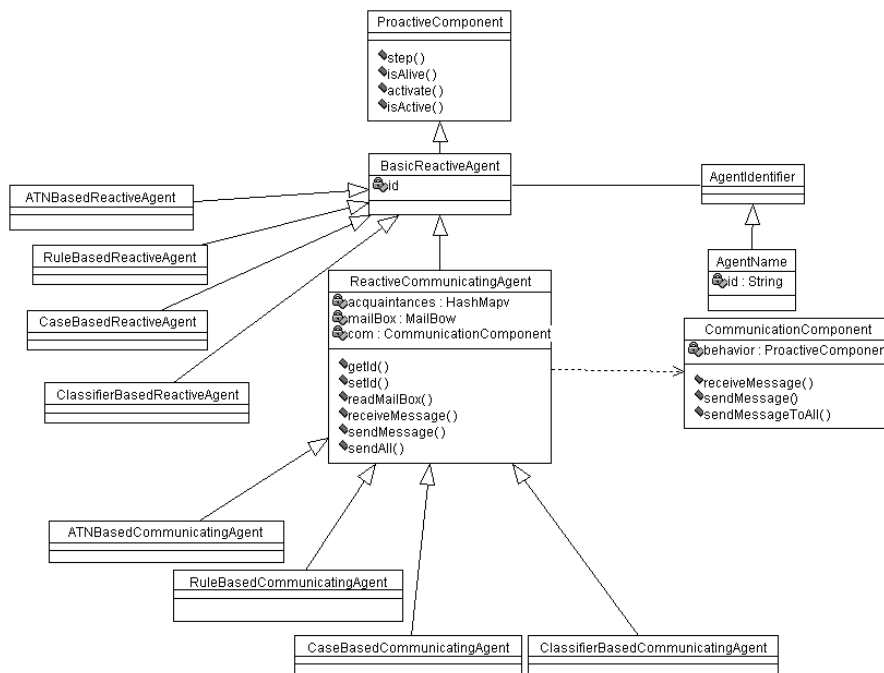 ProactiveComponent
step()
isAlive()
activate()
isActive()
BasicReactiveAgent
id
AgentIdentifier
ATNBasedReactiveAgent
RuleBasedReactiveAgent
AgentName
id : String
ReactiveCommunicatingAgent
acquaintances : HashMapv
mailBox : MailBow
com : CommunicationComponent
getId()
setId()
readMailBox()
receiveMessage()
sendMessage()
sendAll()
CaseBasedReactiveAgent
CommunicationComponent
behavior : ProactiveComponen
receiveMessage()
sendMessage()
sendMessageToAll()
ClassifierBasedReactiveAgent
ATNBasedCommunicatingAgent
RuleBasedCommunicatingAgent
CaseBasedCommunicatingAgent
ClassifierBasedCommunicatingAgent